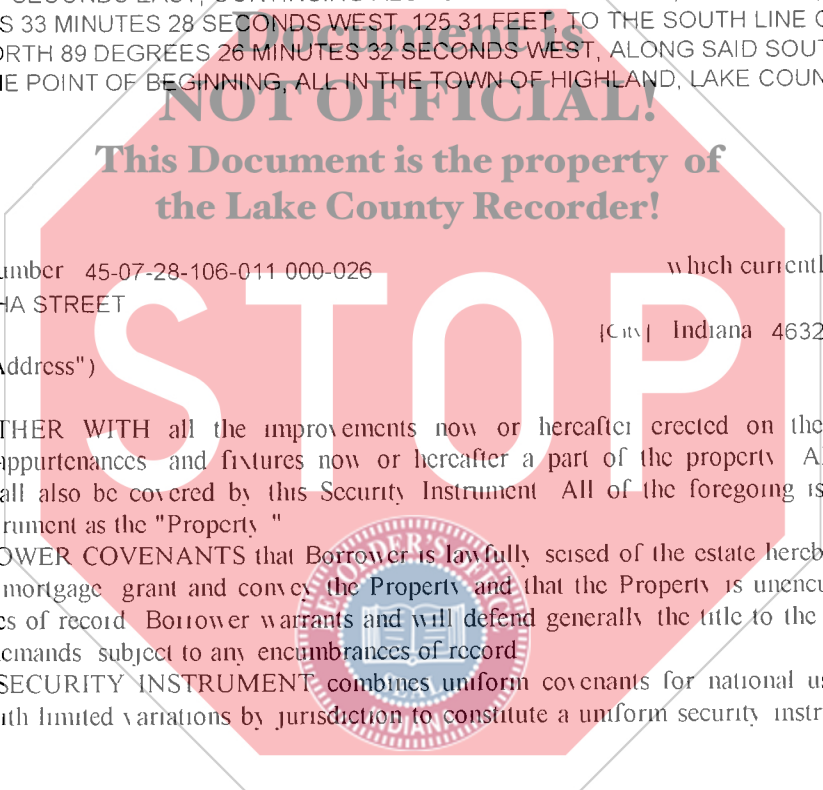 SECONDS EAST,
S 33 MINUTES 28 SECONDS WEST, 125.31 FEET, TO THE SOUTH LINE
RTH 89 DEGREES 26 MINUTES 32 SECONDS WEST, ALONG SAID SOUT
E POINT OF BEGINNING, ALL IN THE TOWN OF HIGHLAND, LAKE COUN
Document is
NOT OFFICIAL!
This Document is the property of
the Lake County Recorder!
umber 45-07-28-106-011 000-026 which currentl
HA STREET
[City] Indiana 4632
Address")
STOP
THER WITH all the improvements now or hereafter erected on the
appurtenances and fixtures now or hereafter a part of the property A
all also be covered by this Security Instrument All of the foregoing is
rument as the "Property "
OWER COVENANTS that Borrower is lawfully seised of the estate hereb
mortgage grant and convey the Property and that the Property is unencu
es of record Borrower warrants and will defend generally the title to the
emands subject to any encumbrances of record
SECURITY INSTRUMENT combines uniform covenants for national us
ith limited variations by jurisdiction to constitute a uniform security instr
RECORDER'S OFFICE
INDIANA